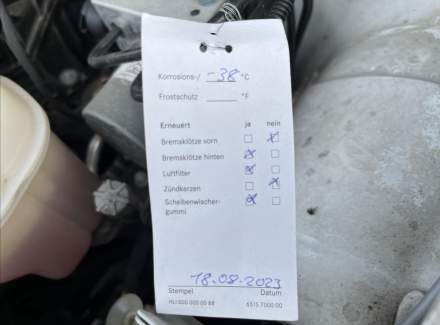 Korrosions-/ -38 °C
Frostschutz °F
Erneuert ja nein
Bremsklötze vorn ☐ ☒
Bremsklötze hinten ☒ ☐
Luftfilter ☒ ☐
Zündkerzen ☐ ☒
Scheibenwischer- ☒ ☐
gummi
18.08.2023
Stempel Datum
HLI 000 000 00 88 6515 7000 00